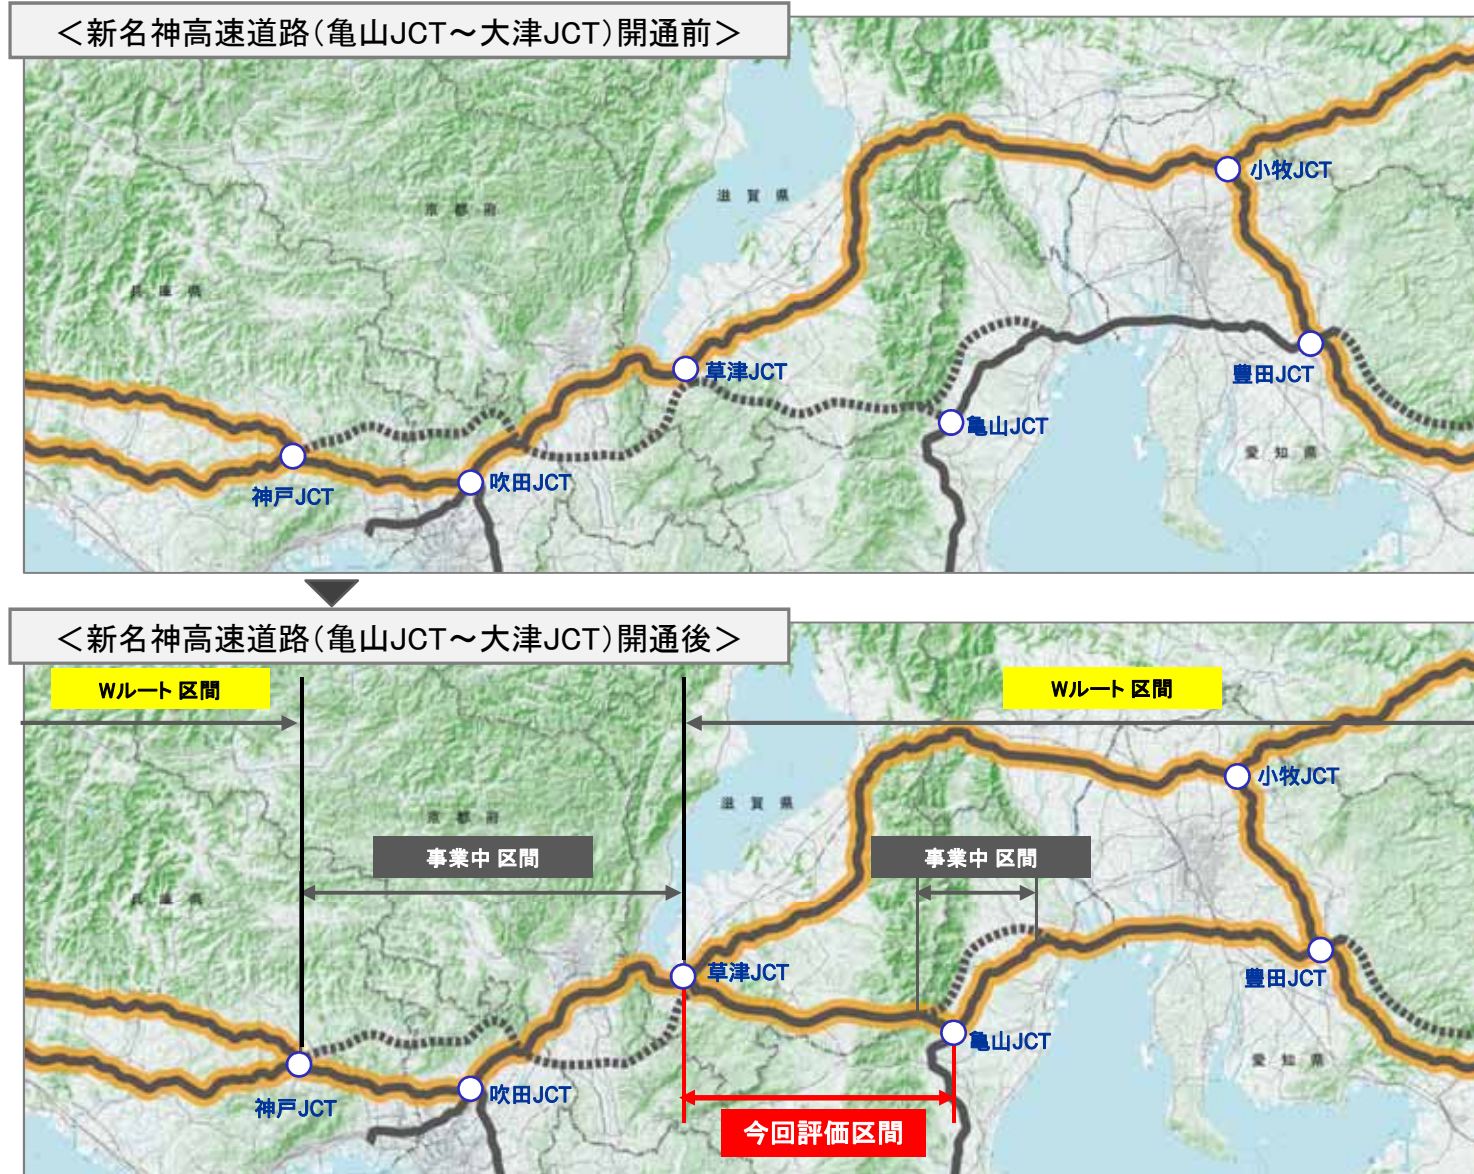 ＜新名神高速道路(亀山JCT～大津JCT)開通前＞
滋 賀 県
小牧JCT
京 都 府
兵 庫 県
草津JCT
豊田JCT
亀山JCT
愛 知 県
吹田JCT
神戸JCT
＜新名神高速道路(亀山JCT～大津JCT)開通後＞
Wルート 区間
Wルート 区間
小牧JCT
滋 賀 県
京 都 府
事業中 区間
事業中 区間
兵 庫 県
草津JCT
豊田JCT
亀山JCT
愛 知 県
吹田JCT
神戸JCT
今回評価区間